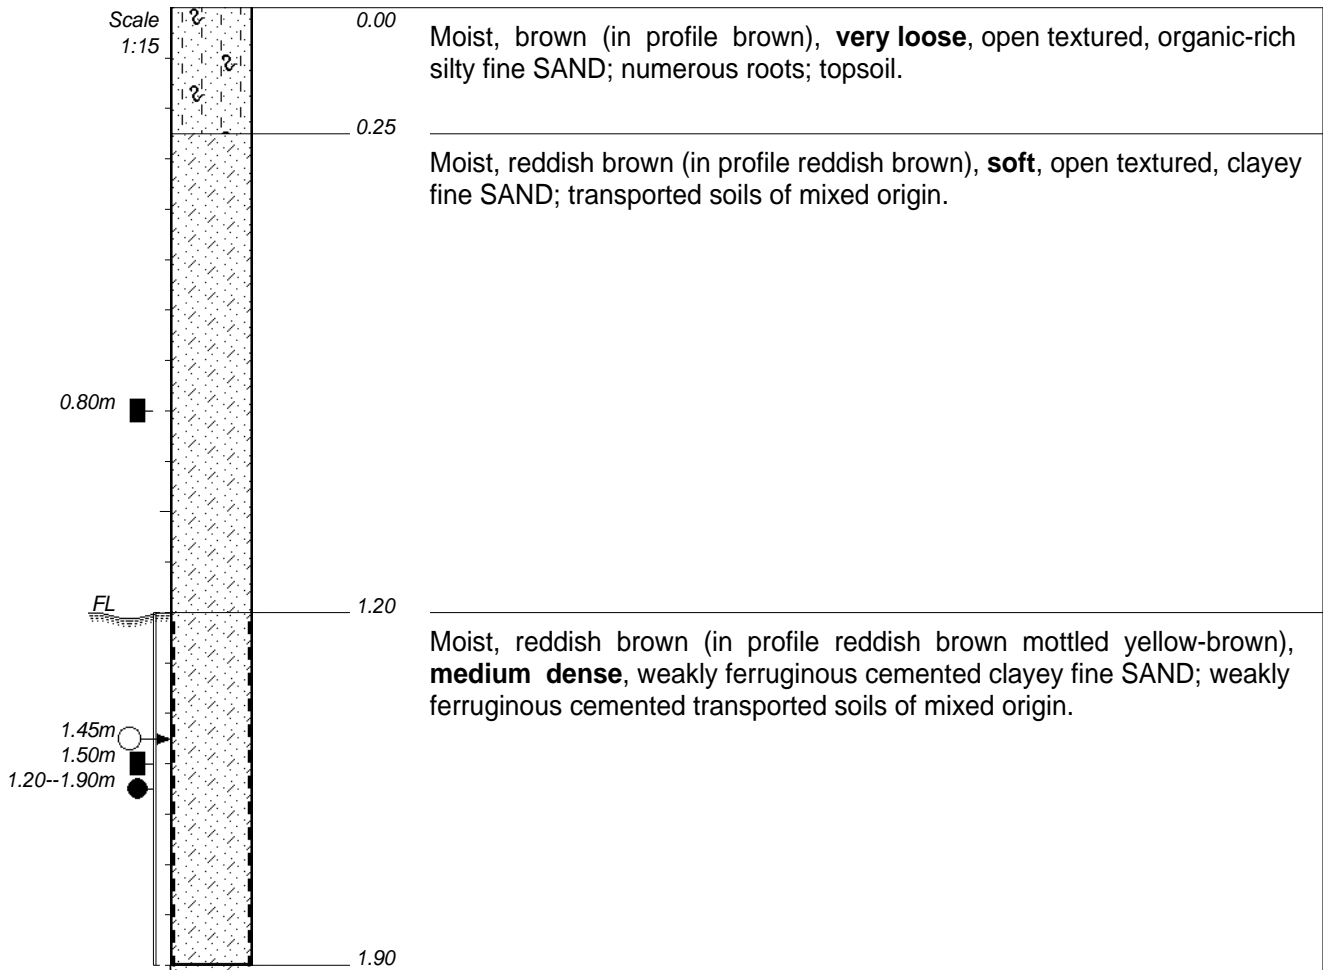 Scale
1:15
0.00
Moist, brown (in profile brown), very loose, open textured, organic-rich
silty fine SAND; numerous roots; topsoil.
0.25
Moist, reddish brown (in profile reddish brown), soft, open textured, clayey
fine SAND; transported soils of mixed origin.
0.80m
FL
1.20
Moist, reddish brown (in profile reddish brown mottled yellow-brown),
medium dense, weakly ferruginous cemented clayey fine SAND; weakly
ferruginous cemented transported soils of mixed origin.
1.45m
1.50m
1.20--1.90m
1.90